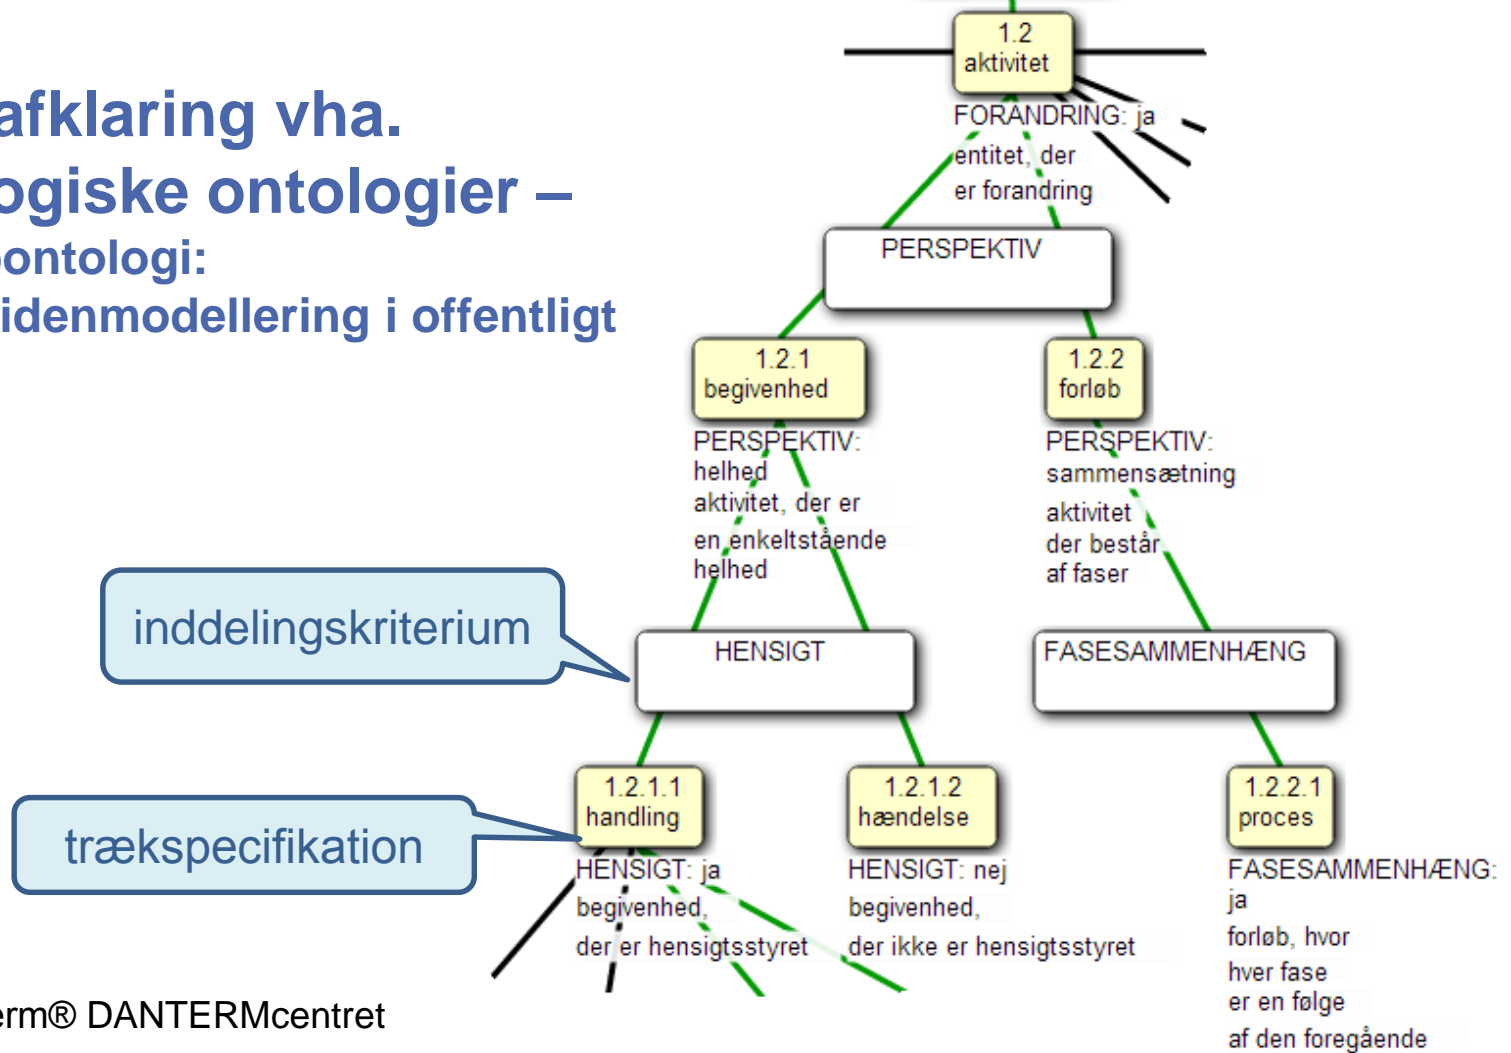 afklaring vha.
ogiske ontologier –
ontologi:
idenmodellering i offentligt
1.2
aktivitet
FORANDRING: ja
entitet, der
er forandring
PERSPEKTIV
1.2.1
begivenhed
PERSPEKTIV:
helhed
aktivitet, der er
en enkeltstående
helhed
1.2.2
forløb
PERSPEKTIV:
sammensætning
aktivitet
der består
af faser
inddelingskriterium
HENSIGT
FASESAMMENHÆNG
trækspecifikation
1.2.1.1
handling
HENSIGT: ja
begivenhed,
der er hensigtsstyret
1.2.1.2
hændelse
HENSIGT: nej
begivenhed,
der ikke er hensigtsstyret
1.2.2.1
proces
FASESAMMENHÆNG:
ja
forløb, hvor
hver fase
er en følge
af den foregående
erm® DANTERMcentret